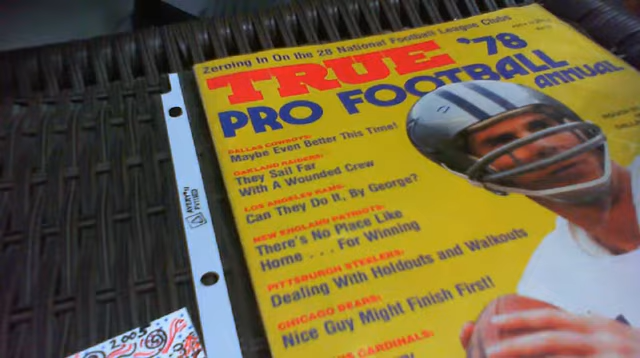 Zeroing In On the 28 National Football League Clubs
TRUE '78
PRO FOOTBALL
ANNUAL
DALLAS COWBOYS:
Maybe Even Better This Time!
OAKLAND RAIDERS:
They Sail Far
With A Wounded Crew
LOS ANGELES RAMS:
Can They Do It, By George?
NEW ENGLAND PATRIOTS:
There's No Place Like
Home . . . For Winning
PITTSBURGH STEELERS:
Dealing With Holdouts and Walkouts
CHICAGO BEARS:
Nice Guy Might Finish First!
CARDINALS:
AVERY
2005